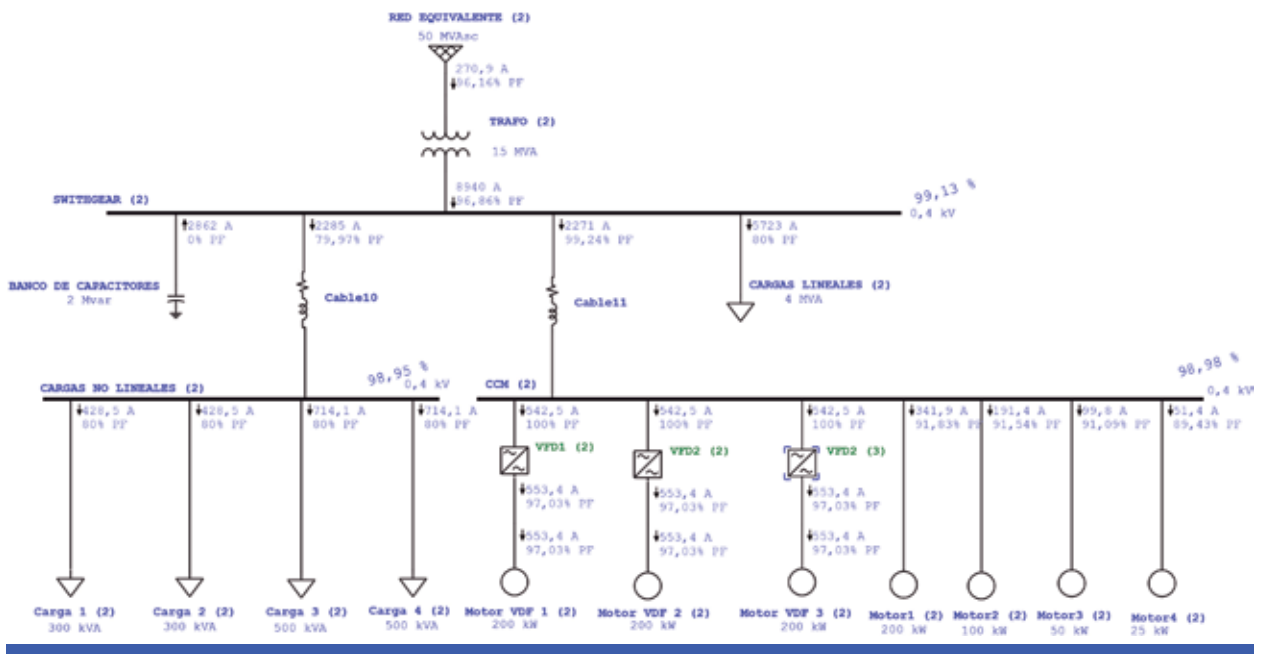 RED EQUIVALENTE (2)
50 MVAsc
270,9 A
96,16% PF
TRAFO (2)
15 MVA
8940 A
96,86% PF
SWITHGEAR (2)
99,13 %
0,4 kV
2862 A
0% PF
2285 A
79,97% PF
2271 A
99,24% PF
5723 A
80% PF
BANCO DE CAPACITORES
2 Mvar
Cable10
Cable11
CARGAS LINEALES (2)
4 MVA
CARGAS NO LINEALES (2)
98,95 %
0,4 kV
CCM (2)
98,98 %
0,4 kV
428,5 A
80% PF
428,5 A
80% PF
714,1 A
80% PF
714,1 A
80% PF
542,5 A
100% PF
542,5 A
100% PF
542,5 A
100% PF
341,9 A
91,83% PF
191,4 A
91,54% PF
99,8 A
91,09% PF
51,4 A
89,43% PF
VFD1 (2)
VFD2 (2)
VFD2 (3)
553,4 A
97,03% PF
553,4 A
97,03% PF
553,4 A
97,03% PF
553,4 A
97,03% PF
553,4 A
97,03% PF
553,4 A
97,03% PF
Carga 1 (2)
300 kVA
Carga 2 (2)
300 kVA
Carga 3 (2)
500 kVA
Carga 4 (2)
500 kVA
Motor VDF 1 (2)
200 kW
Motor VDF 2 (2)
200 kW
Motor VDF 3 (2)
200 kW
Motor1 (2)
200 kW
Motor2 (2)
100 kW
Motor3 (2)
50 kW
Motor4 (2)
25 kW